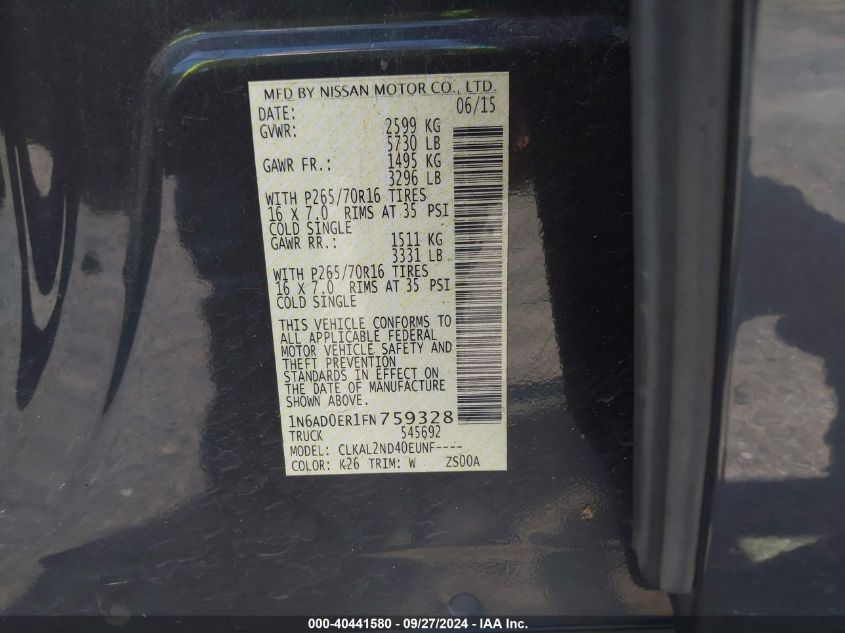 MFD BY NISSAN MOTOR CO., LTD.
DATE: 06/15
GVWR: 2599 KG
5730 LB
GAWR FR.: 1495 KG
3296 LB
WITH P265/70R16 TIRES
16 X 7.0 RIMS AT 35 PSI
COLD SINGLE
GAWR RR.: 1511 KG
3331 LB
WITH P265/70R16 TIRES
16 X 7.0 RIMS AT 35 PSI
COLD SINGLE
THIS VEHICLE CONFORMS TO
ALL APPLICABLE FEDERAL
MOTOR VEHICLE SAFETY AND
THEFT PREVENTION
STANDARDS IN EFFECT ON
THE DATE OF MANUFACTURE
SHOWN ABOVE.
1N6AD0ER1FN759328
TRUCK 545692
MODEL: CLKAL2ND40EUNF----
COLOR: K26 TRIM: W ZS00A
000-40441580 - 09/27/2024 - IAA Inc.